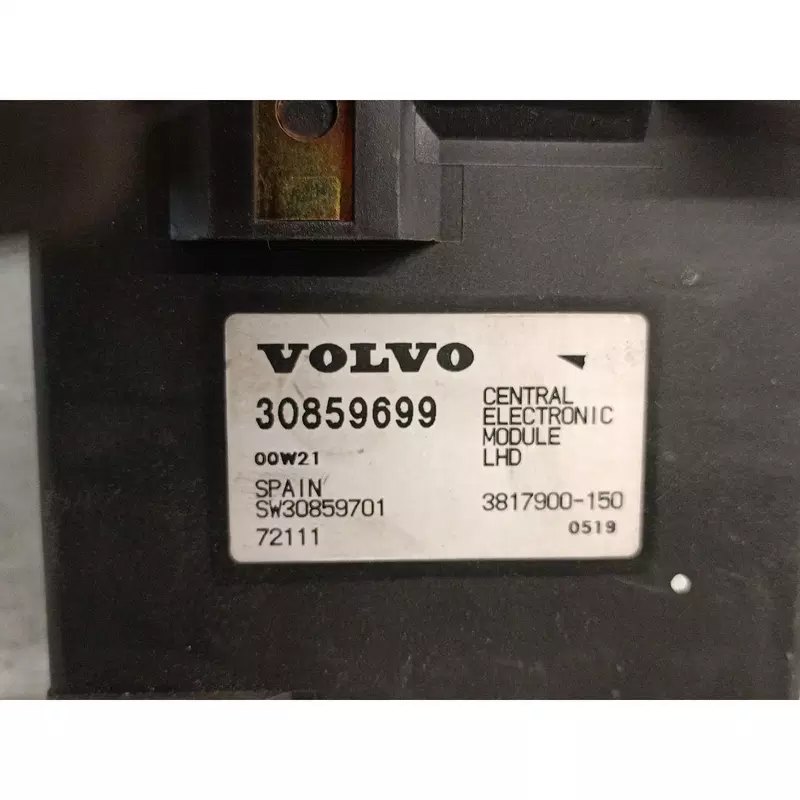 VOLVO
30859699
00W21
SPAIN
SW30859701
72111
CENTRAL
ELECTRONIC
MODULE
LHD
3817900-150
0519